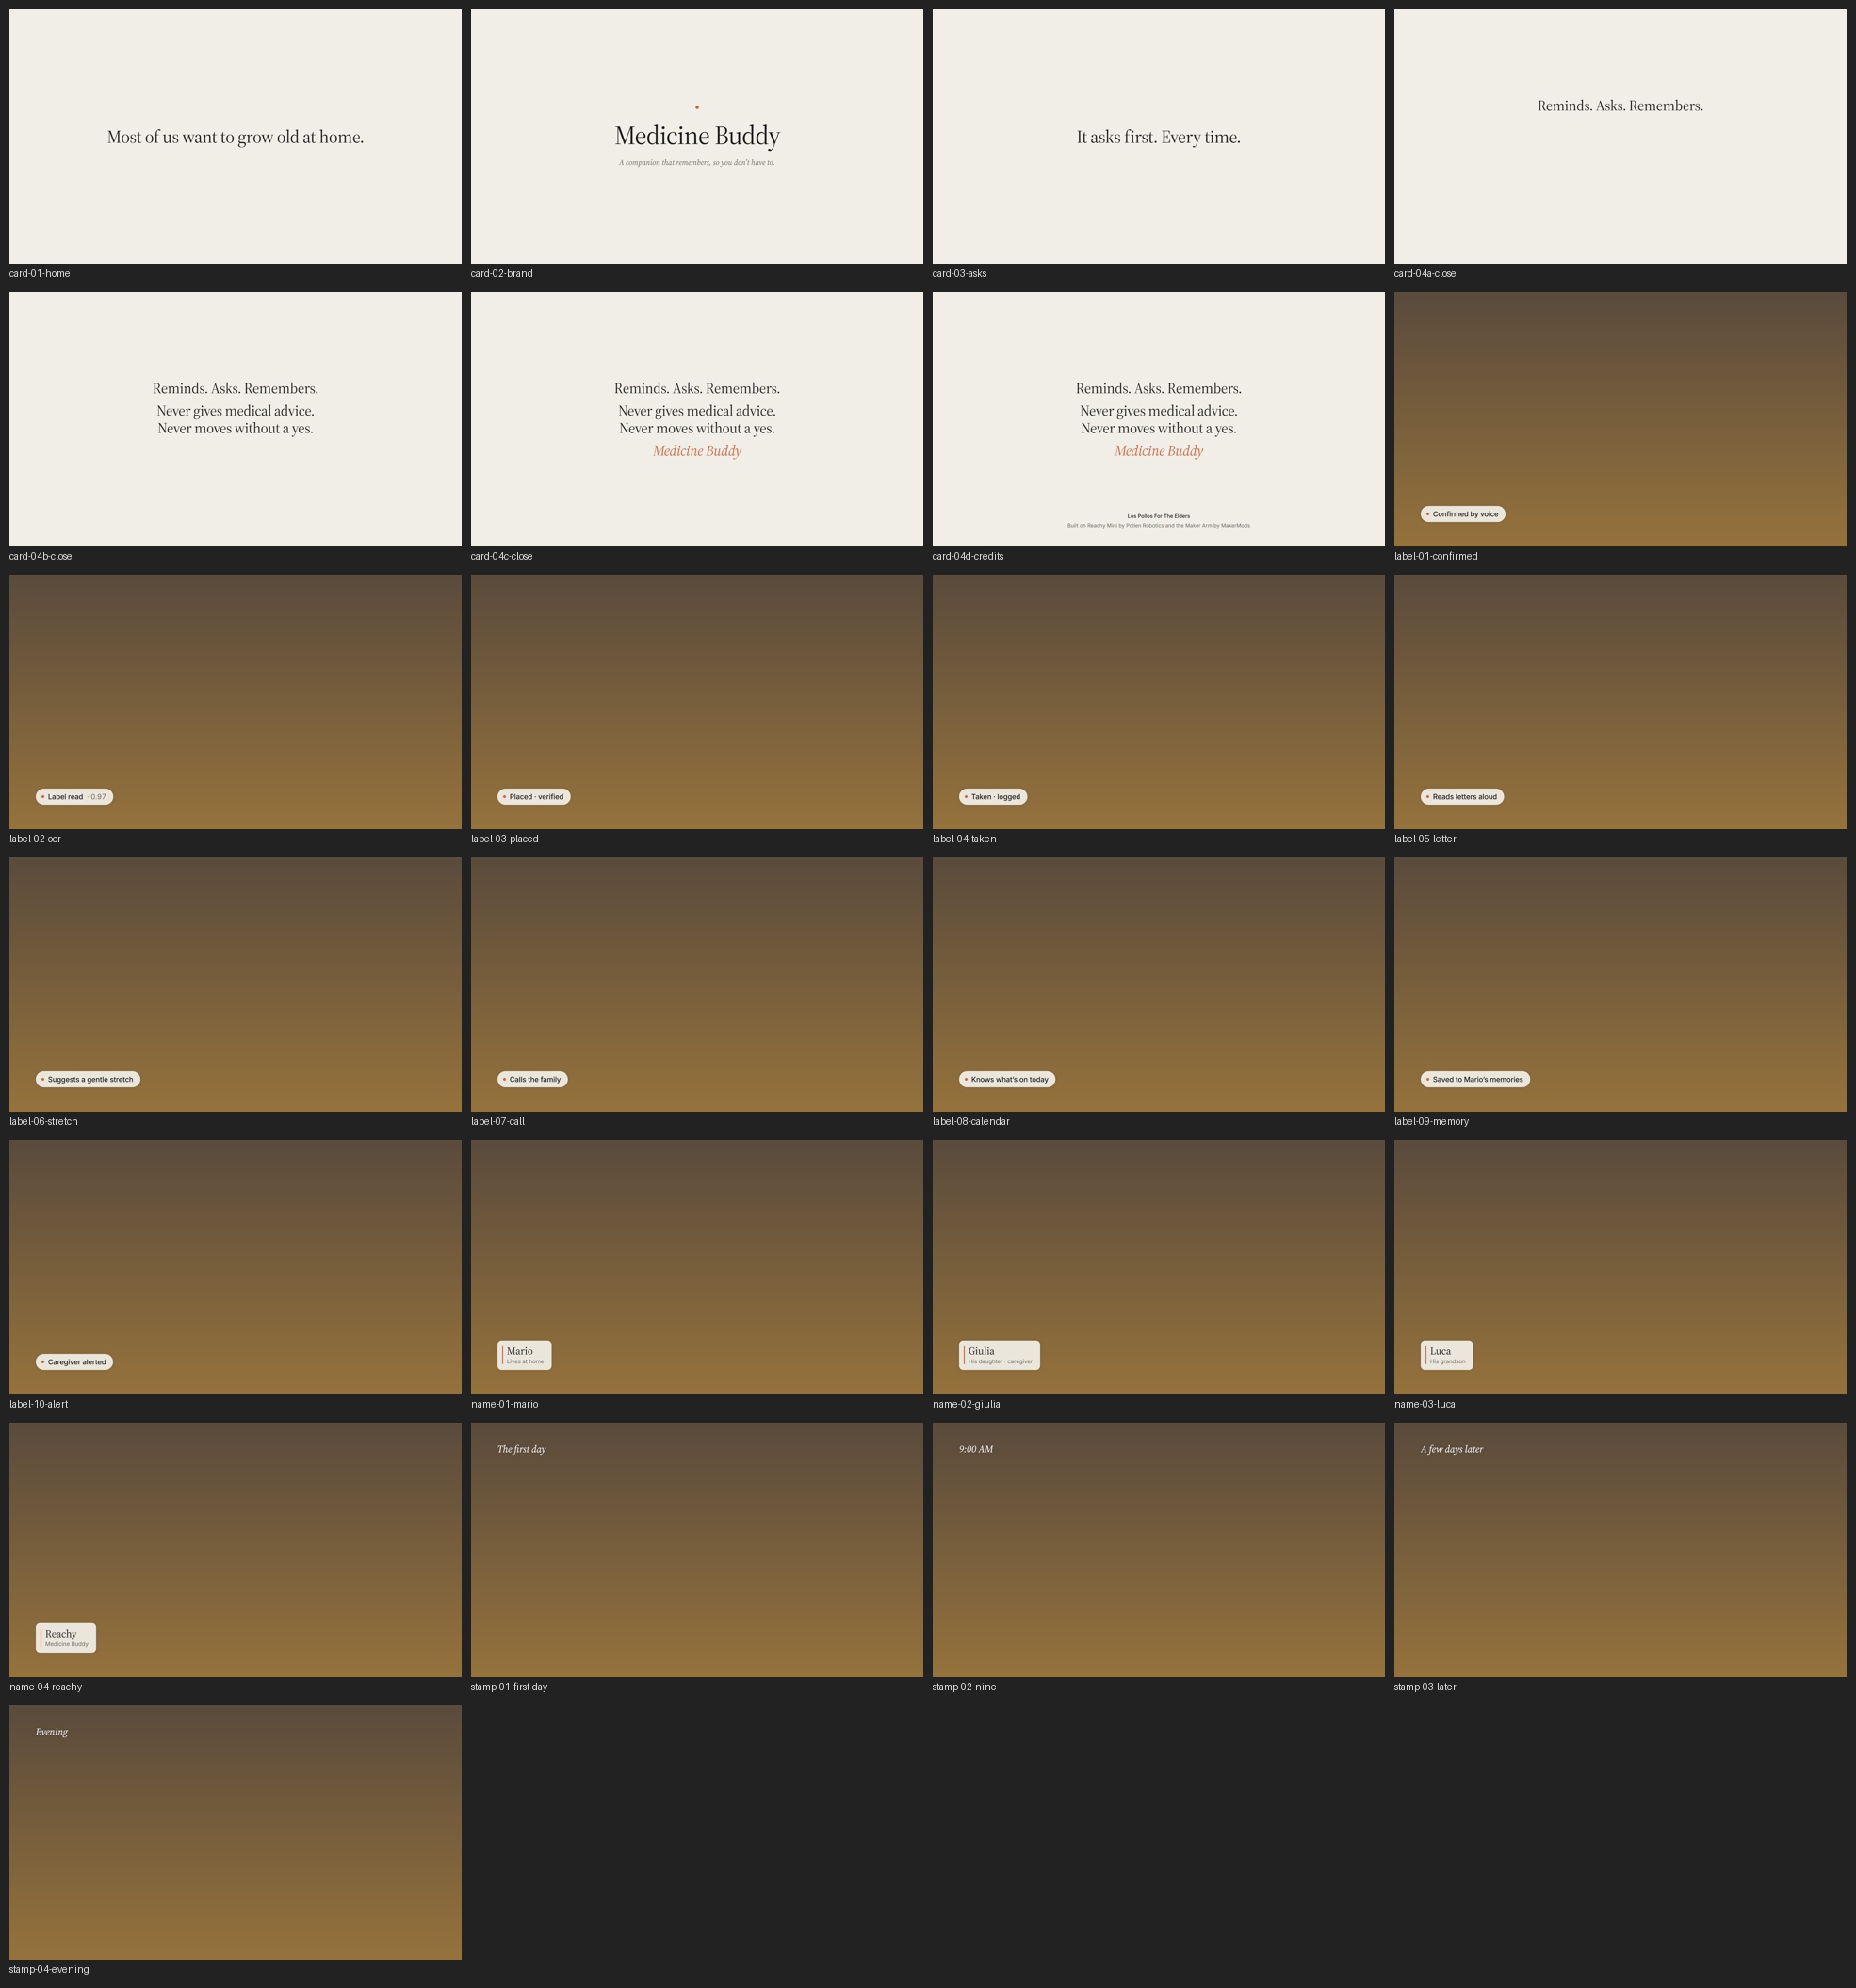 Most of us want to grow old at home.
card-01-home
Medicine Buddy
A companion that remembers, so you don't have to.
card-02-brand
It asks first. Every time.
card-03-asks
Reminds. Asks. Remembers.
card-04a-close
Reminds. Asks. Remembers.
Never gives medical advice.
Never moves without a yes.
card-04b-close
Reminds. Asks. Remembers.
Never gives medical advice.
Never moves without a yes.
Medicine Buddy
card-04c-close
Reminds. Asks. Remembers.
Never gives medical advice.
Never moves without a yes.
Medicine Buddy
Los Pollos For The Elders
Built on Reachy Mini by Pollen Robotics and the Maker Arm by MakerMods
card-04d-credits
Confirmed by voice
label-01-confirmed
Label read · 0.97
label-02-ocr
Placed · verified
label-03-placed
Taken · logged
label-04-taken
Reads letters aloud
label-05-letter
Suggests a gentle stretch
label-06-stretch
Calls the family
label-07-call
Knows what's on today
label-08-calendar
Saved to Mario's memories
label-09-memory
Caregiver alerted
label-10-alert
Mario
Lives at home
name-01-mario
Giulia
His daughter · caregiver
name-02-giulia
Luca
His grandson
name-03-luca
Reachy
Medicine Buddy
name-04-reachy
The first day
stamp-01-first-day
9:00 AM
stamp-02-nine
A few days later
stamp-03-later
Evening
stamp-04-evening